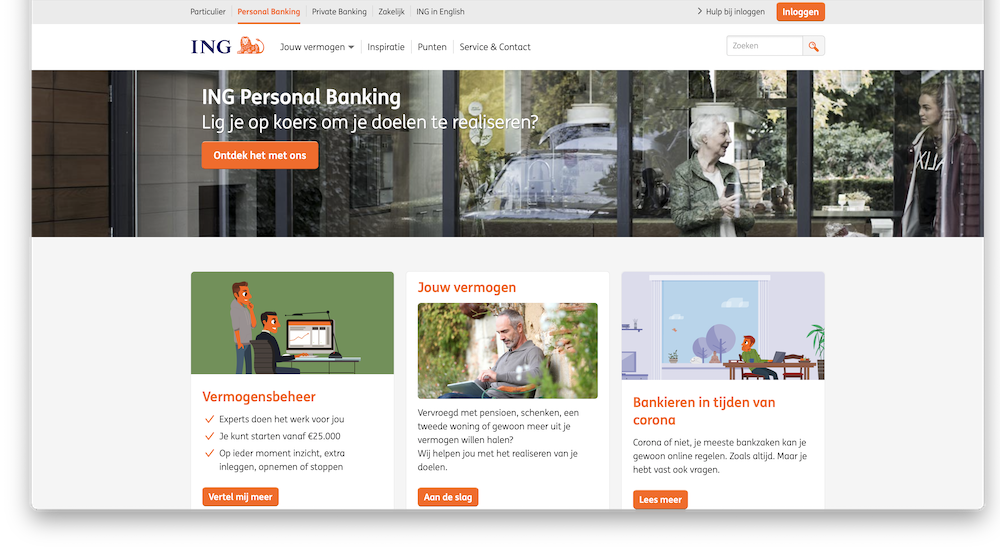 Particulier
Personal Banking
Private Banking
Zakelijk
ING in English
Hulp bij inloggen
Inloggen
ING
Jouw vermogen
Inspiratie
Punten
Service & Contact
Zoeken
ING Personal Banking
Lig je op koers om je doelen te realiseren?
Ontdek het met ons
Vermogensbeheer
Experts doen het werk voor jou
Je kunt starten vanaf €25.000
Op ieder moment inzicht, extra
inleggen, opnemen of stoppen
Vertel mij meer
Jouw vermogen
Vervroegd met pensioen, schenken, een
tweede woning of gewoon meer uit je
vermogen willen halen?
Wij helpen jou met het realiseren van je
doelen.
Aan de slag
Bankieren in tijden van
corona
Corona of niet, je meeste bankzaken kan je
gewoon online regelen. Zoals altijd. Maar je
hebt vast ook vragen.
Lees meer